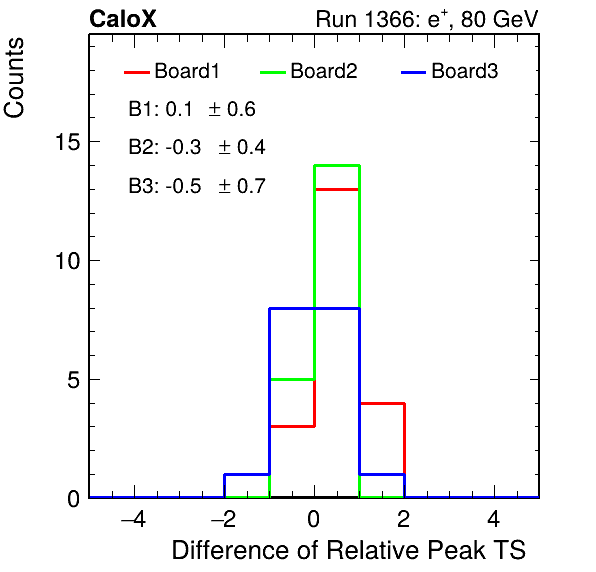 CaloX Run 1366: e⁺, 80 GeV
Counts
Board1 Board2 Board3
B1: 0.1 ± 0.6
B2: -0.3 ± 0.4
B3: -0.5 ± 0.7
15
10
5
0
−4 −2 0 2 4
Difference of Relative Peak TS